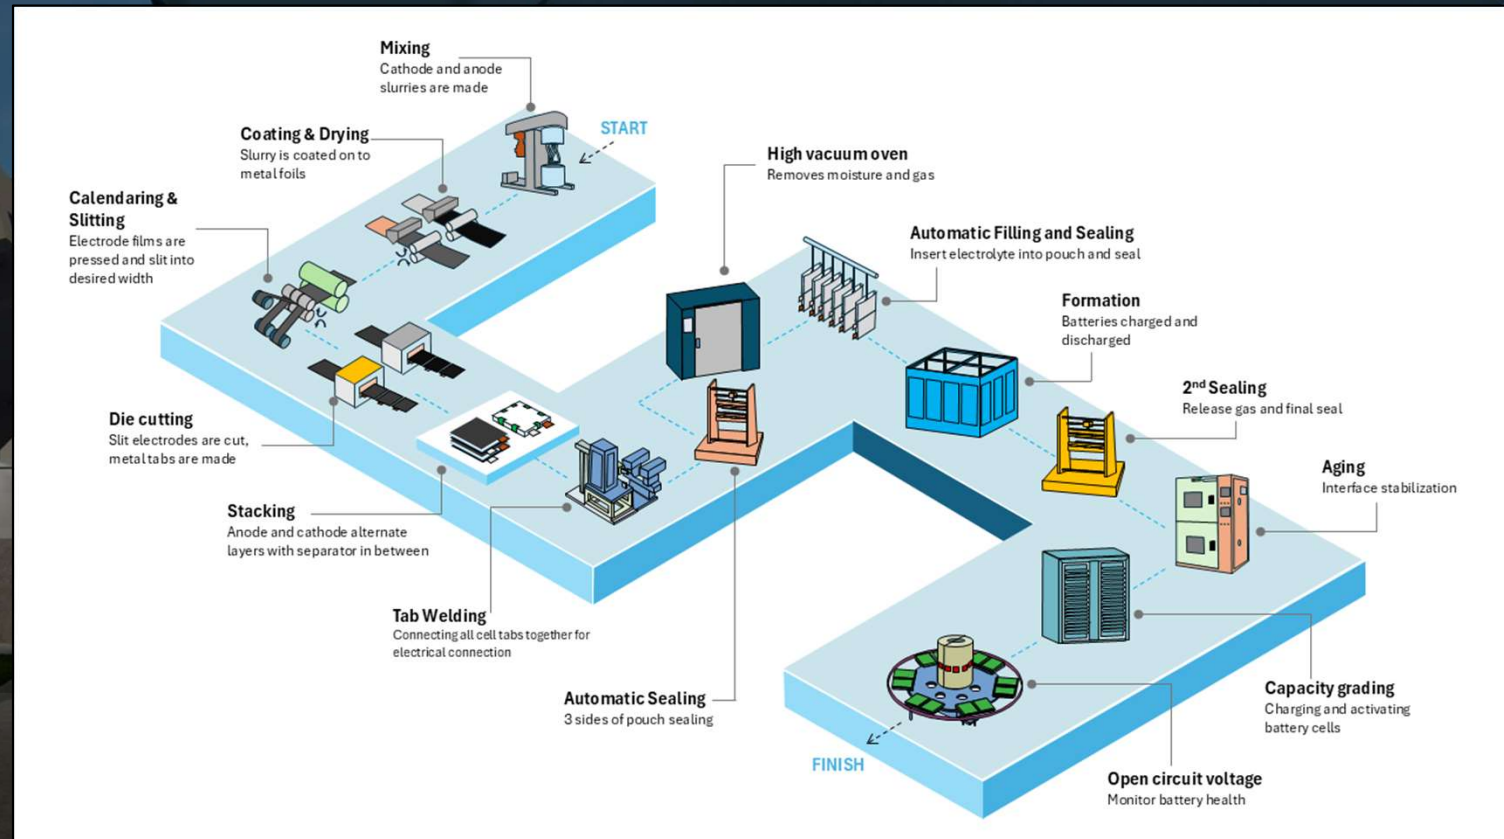 Mixing
Cathode and anode
slurries are made
START
Coating & Drying
Slurry is coated on to
metal foils
Calendaring &
Slitting
Electrode films are
pressed and slit into
desired width
Die cutting
Slit electrodes are cut,
metal tabs are made
Stacking
Anode and cathode alternate
layers with separator in between
Tab Welding
Connecting all cell tabs together for
electrical connection
Automatic Sealing
3 sides of pouch sealing
High vacuum oven
Removes moisture and gas
Automatic Filling and Sealing
Insert electrolyte into pouch and seal
Formation
Batteries charged and
discharged
2nd Sealing
Release gas and final seal
Aging
Interface stabilization
Capacity grading
Charging and activating
battery cells
Open circuit voltage
Monitor battery health
FINISH